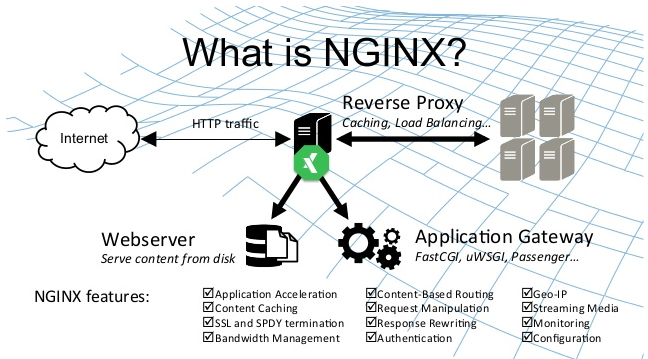 What is NGINX?
Internet
HTTP traffic
Reverse Proxy
Caching, Load Balancing...
Webserver
Serve content from disk
Application Gateway
FastCGI, uWSGI, Passenger...
NGINX features:
☑Application Acceleration
☑Content Caching
☑SSL and SPDY termination
☑Bandwidth Management
☑Content-Based Routing
☑Request Manipulation
☑Response Rewriting
☑Authentication
☑Geo-IP
☑Streaming Media
☑Monitoring
☑Configuration